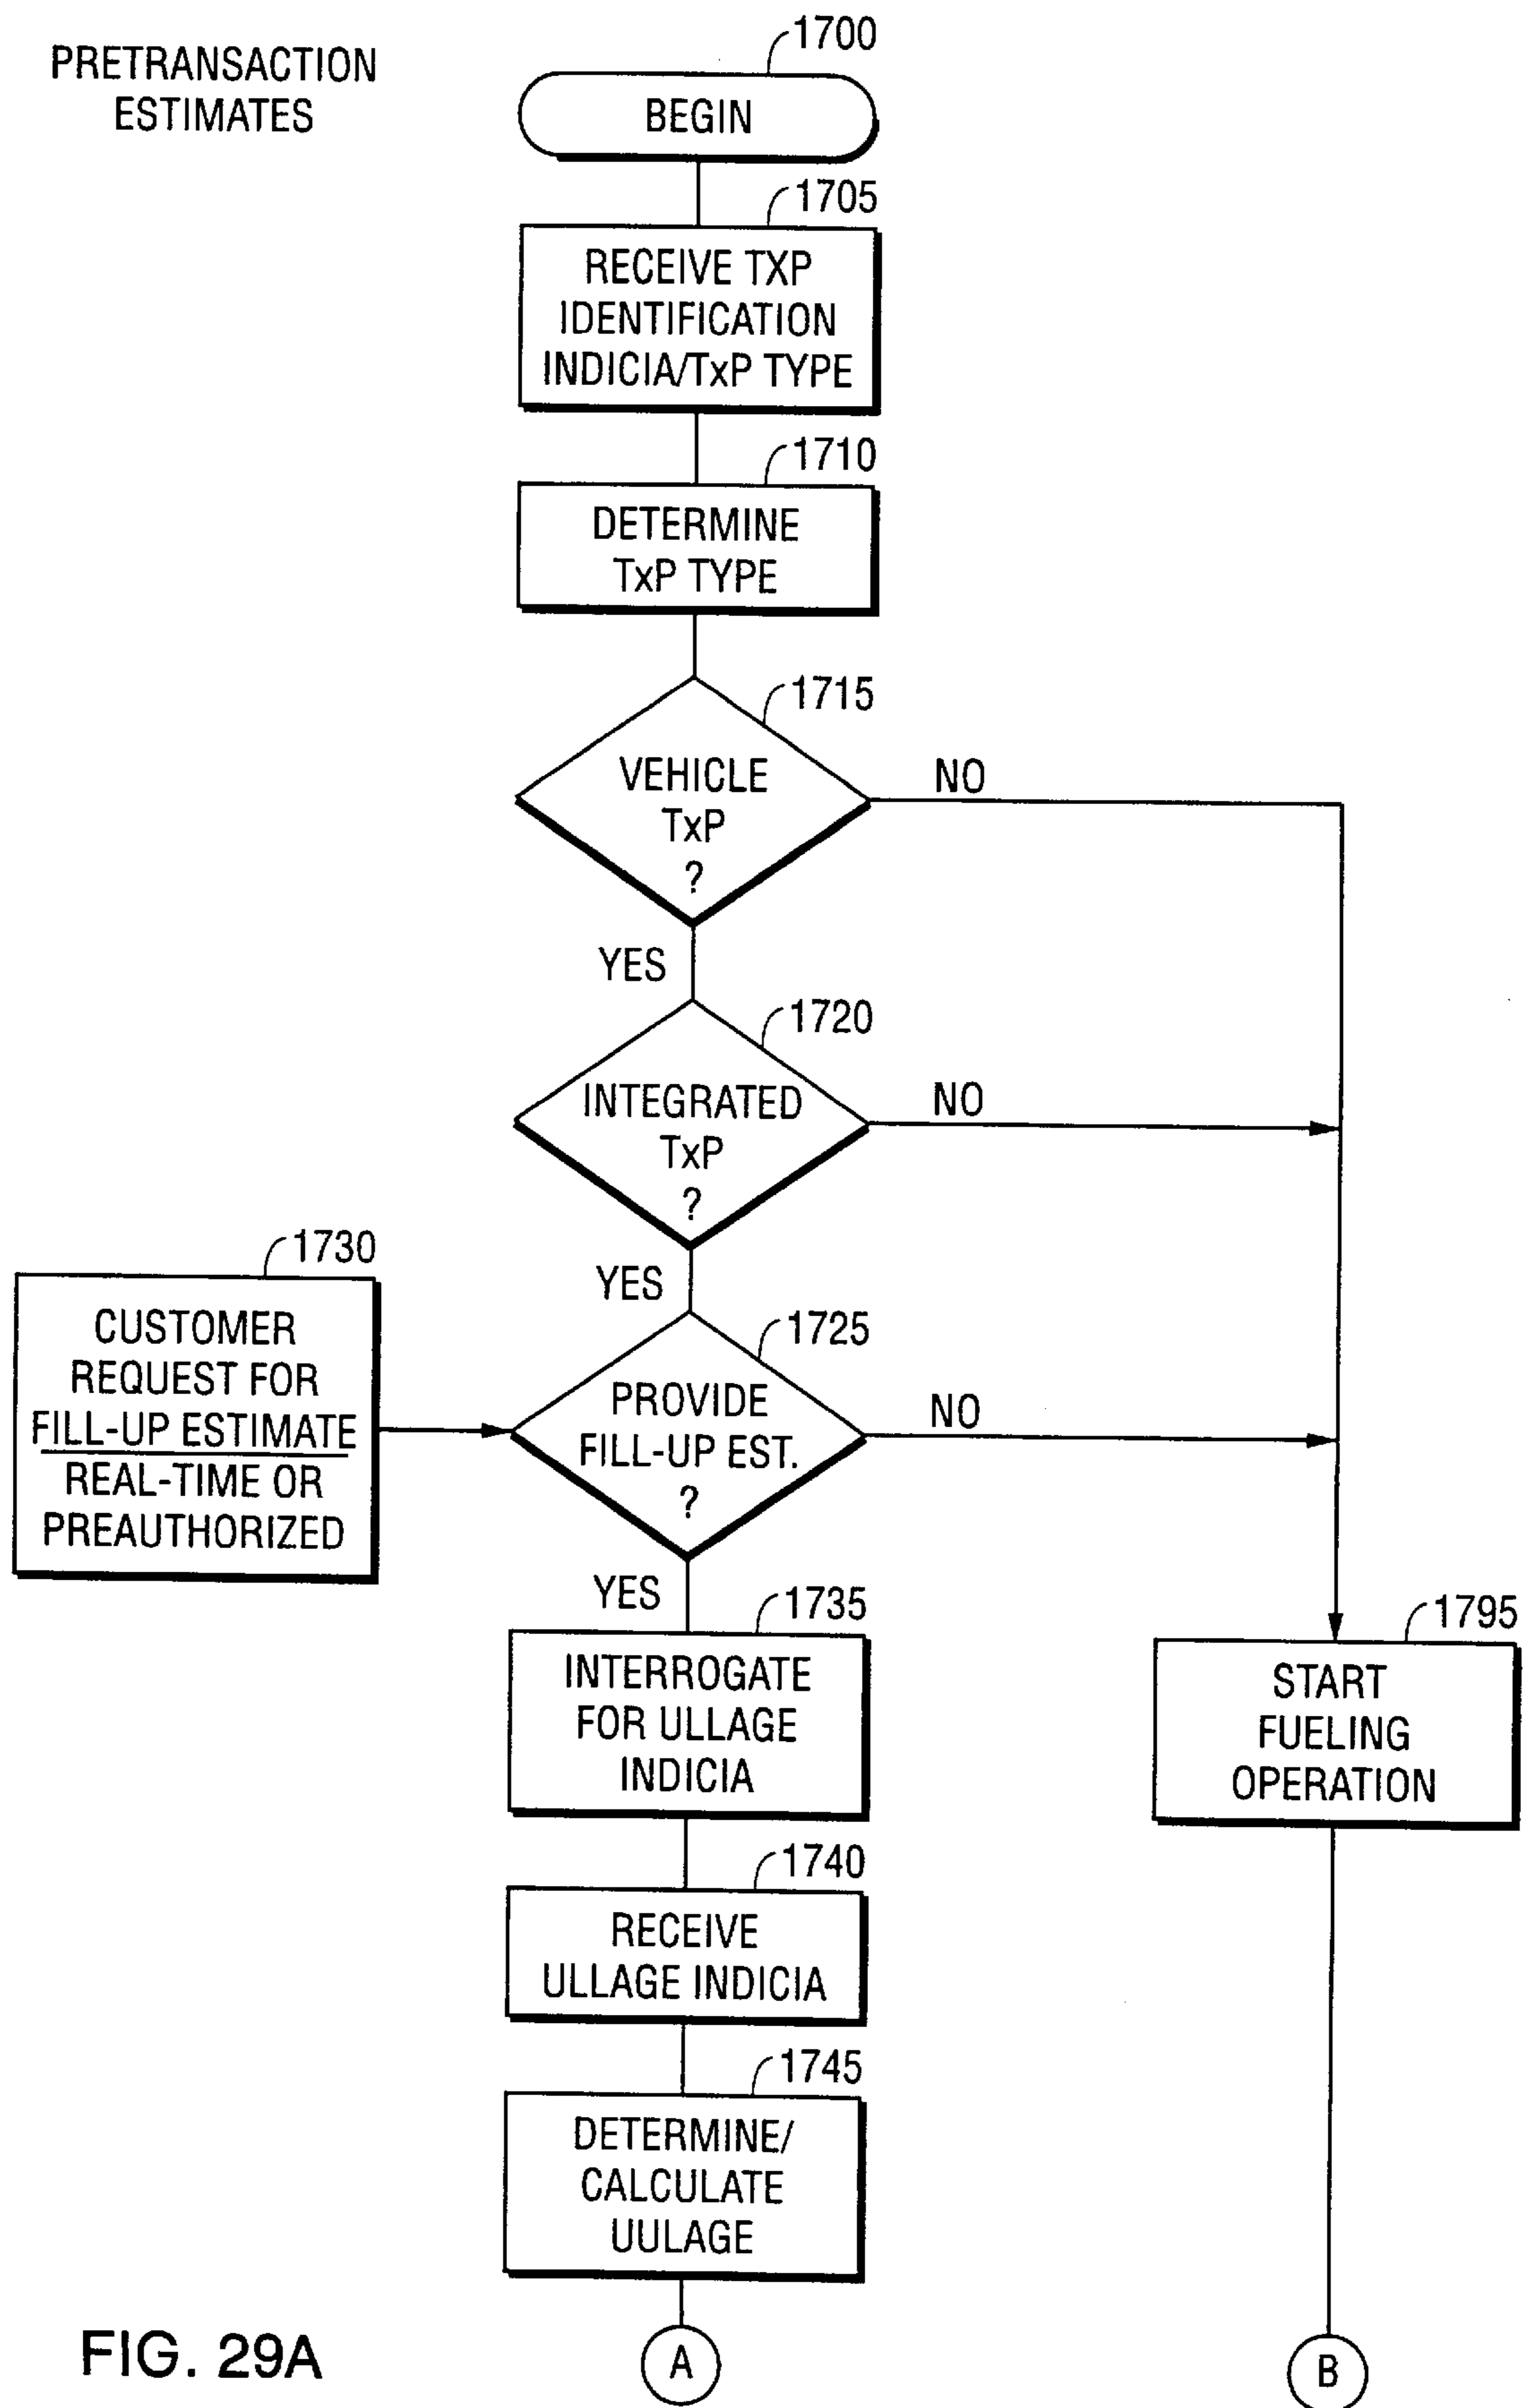 PRETRANSACTION
ESTIMATES
1700
BEGIN
1705
RECEIVE TXP
IDENTIFICATION
INDICIA/TxP TYPE
1710
DETERMINE
TxP TYPE
1715
VEHICLE
TxP
?
NO
YES
1720
INTEGRATED
TxP
?
NO
YES
1730
CUSTOMER
REQUEST FOR
FILL-UP ESTIMATE
REAL-TIME OR
PREAUTHORIZED
1725
PROVIDE
FILL-UP EST.
?
NO
YES
1735
INTERROGATE
FOR ULLAGE
INDICIA
1795
START
FUELING
OPERATION
1740
RECEIVE
ULLAGE INDICIA
1745
DETERMINE/
CALCULATE
UULAGE
A
B
FIG. 29A